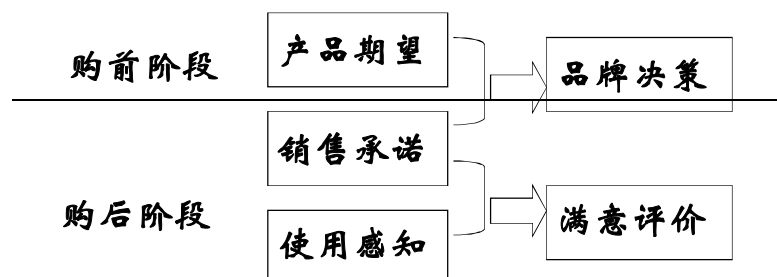 购前阶段
产品期望
品牌决策
销售承诺
购后阶段
使用感知
满意评价